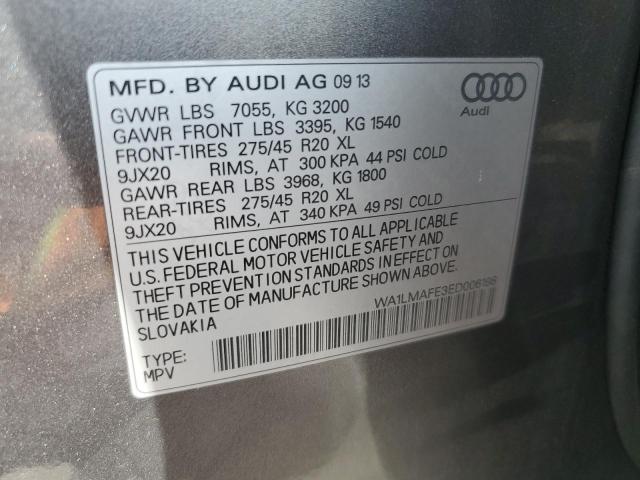 MFD. BY AUDI AG 09 13
Audi
GVWR LBS 7055, KG 3200
GAWR FRONT LBS 3395, KG 1540
FRONT-TIRES 275/45 R20 XL
9JX20 RIMS, AT 300 KPA 44 PSI COLD
GAWR REAR LBS 3968, KG 1800
REAR-TIRES 275/45 R20 XL
9JX20 RIMS, AT 340 KPA 49 PSI COLD
THIS VEHICLE CONFORMS TO ALL APPLICABLE
U.S. FEDERAL MOTOR VEHICLE SAFETY AND
THEFT PREVENTION STANDARDS IN EFFECT ON
THE DATE OF MANUFACTURE SHOWN ABOVE.
SLOVAKIA
WA1LMAFE3ED006186
TYPE:
MPV